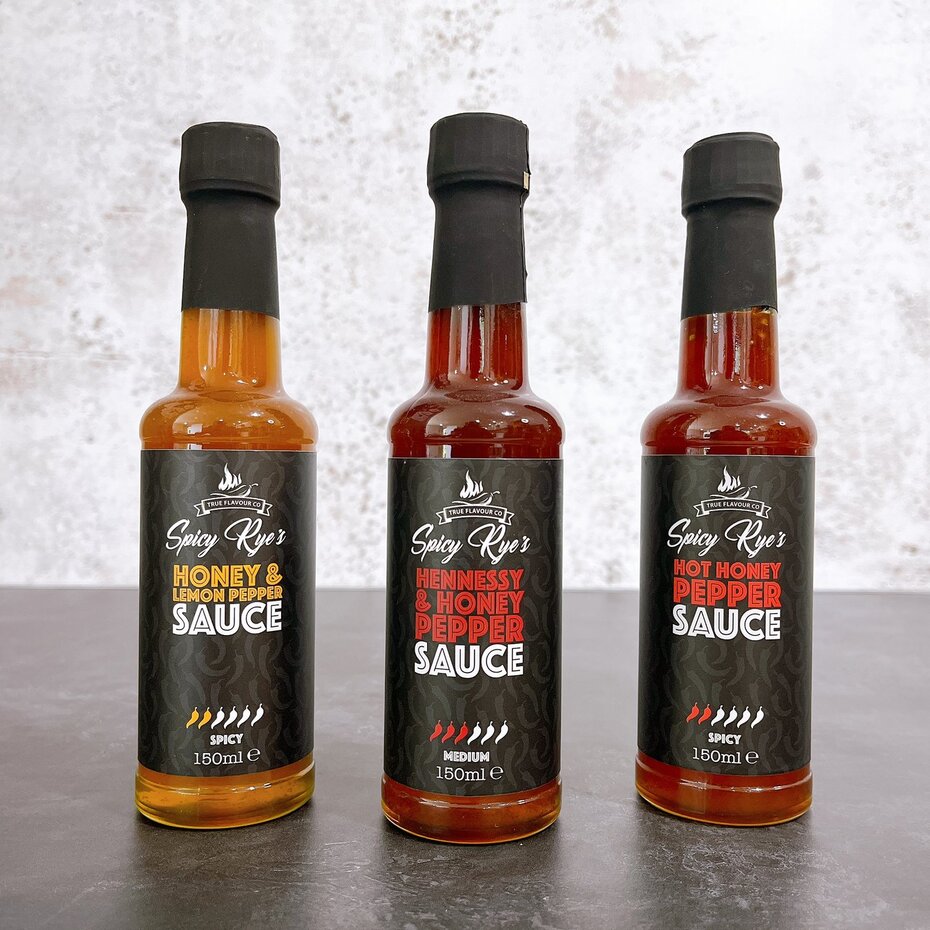 TRUE FLAVOUR CO
Spicy Rye's
HONEY &
LEMON PEPPER
SAUCE
SPICY
150ml e
TRUE FLAVOUR CO
Spicy Rye's
HENNESSY
& HONEY
PEPPER
SAUCE
MEDIUM
150ml e
TRUE FLAVOUR CO
Spicy Rye's
HOT HONEY
PEPPER
SAUCE
SPICY
150ml e